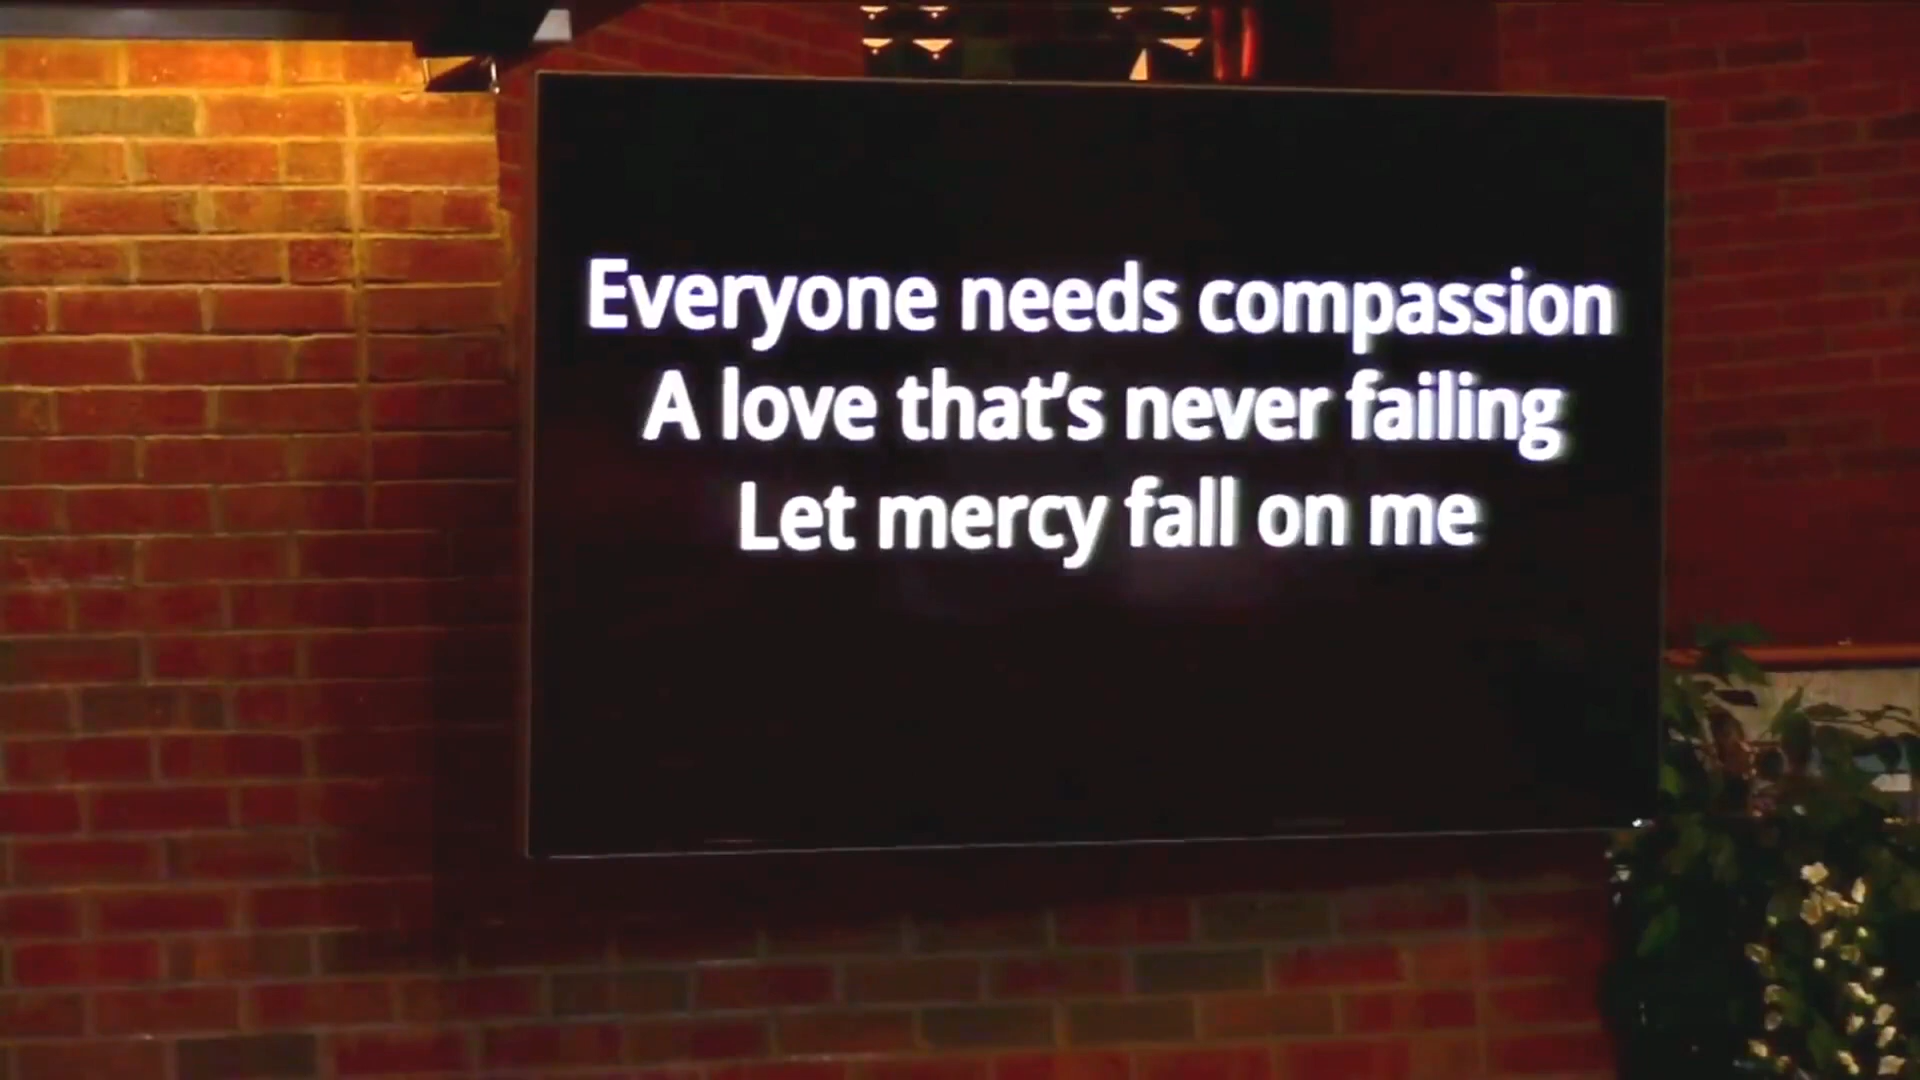 Everyone needs compassion
A love that’s never failing
Let mercy fall on me